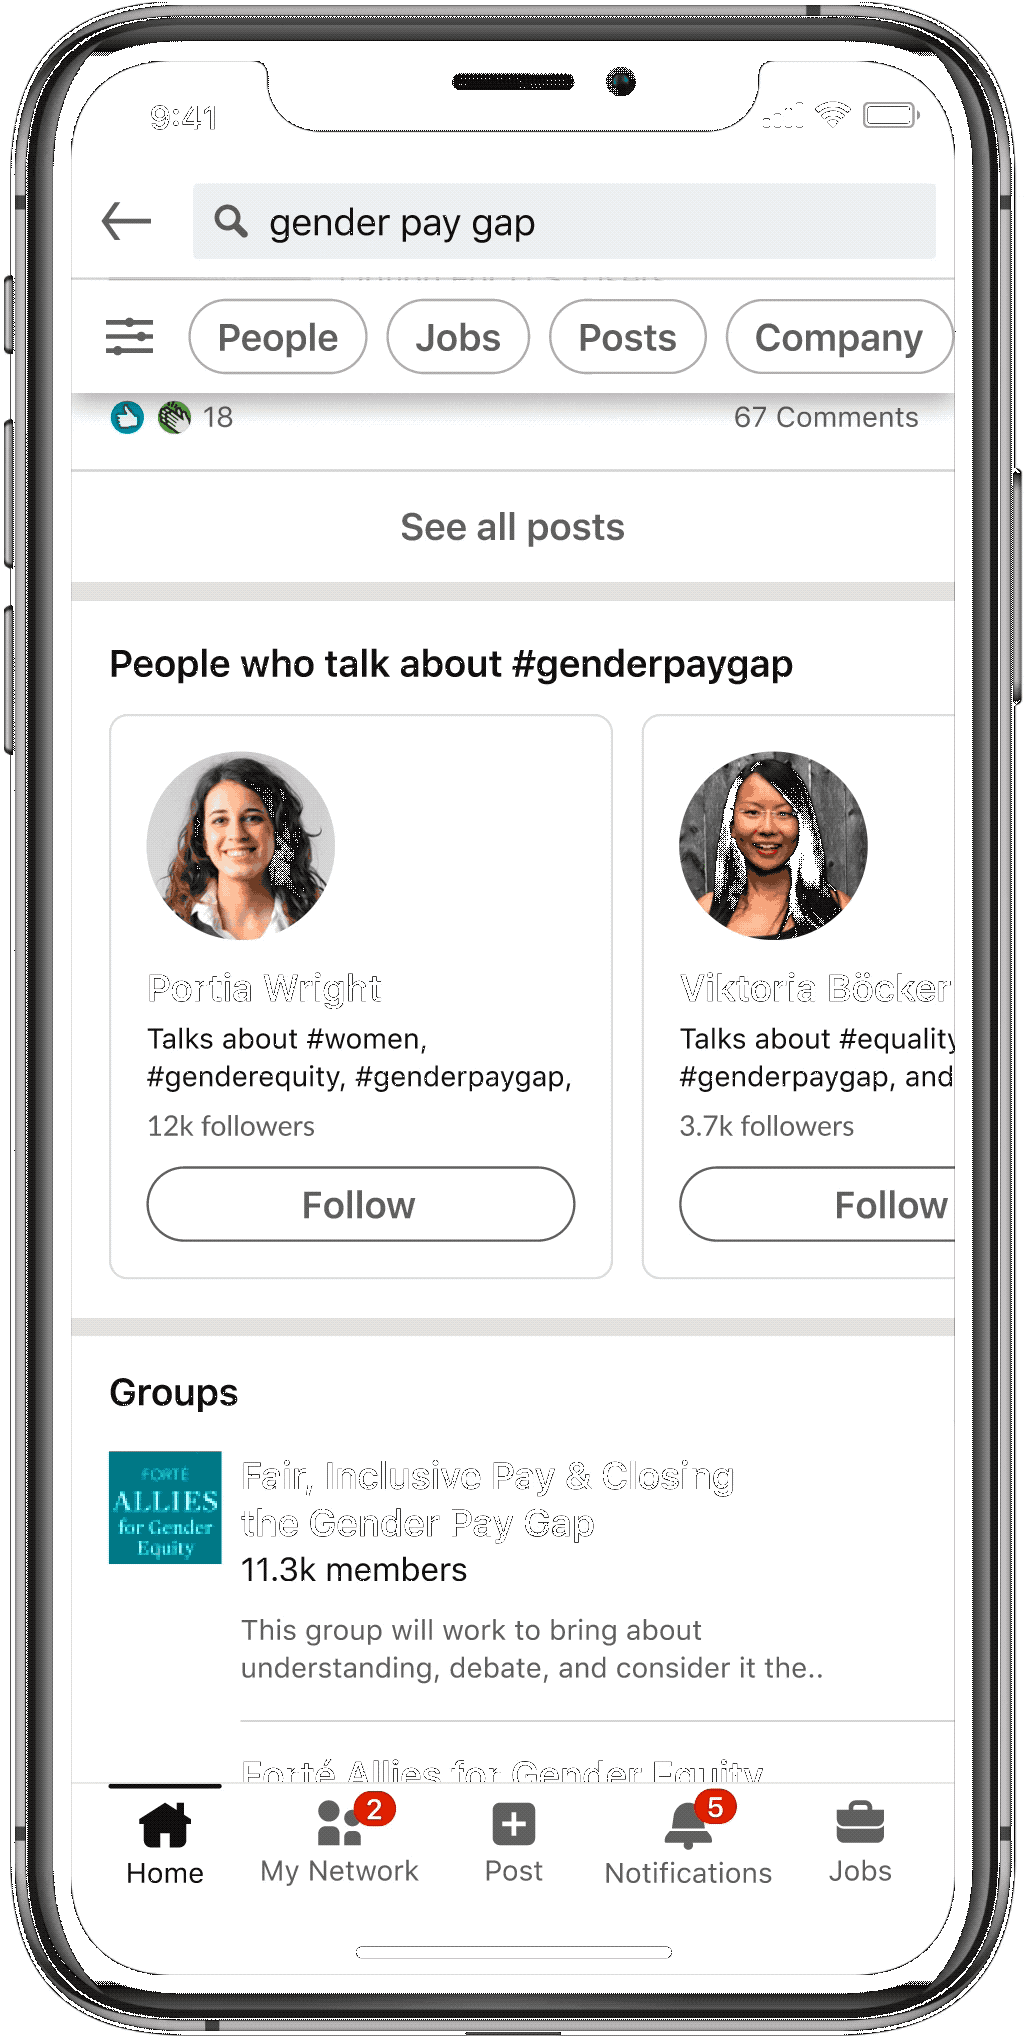 9:41
gender pay gap
People
Jobs
Posts
Company
18
67 Comments
See all posts
People who talk about #genderpaygap
Portia Wright
Talks about #women,
#genderequity, #genderpaygap,
12k followers
Follow
Viktoria Böcker
Talks about #equality
#genderpaygap, and
3.7k followers
Follow
Groups
FORTÉ
ALLIES
for Gender
Equity
Fair, Inclusive Pay & Closing
the Gender Pay Gap
11.3k members
This group will work to bring about
understanding, debate, and consider it the..
Forté Allies for Gender Equity
2
5
Home
My Network
Post
Notifications
Jobs